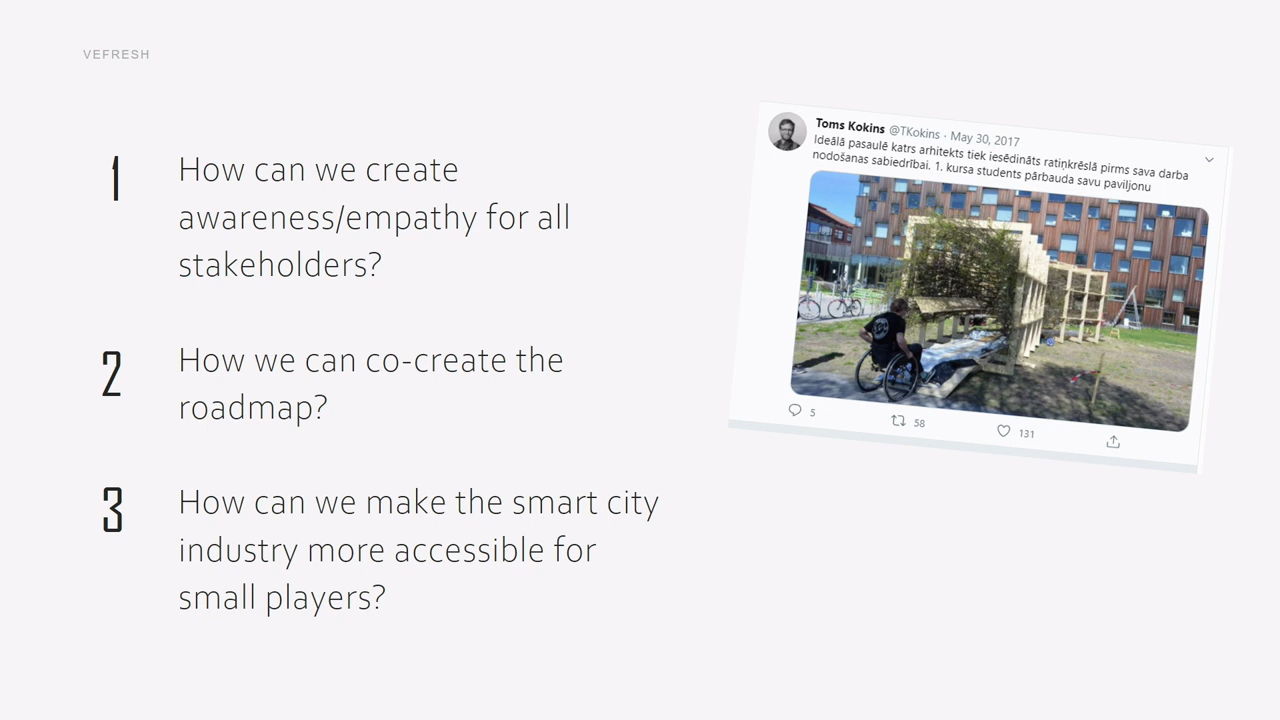 VEFRESH
1
How can we create
awareness/empathy for all
stakeholders?
2
How we can co-create the
roadmap?
3
How can we make the smart city
industry more accessible for
small players?
Toms Kokins @TKokins · May 30, 2017
Ideālā pasaulē katrs arhitekts tiek iesēdināts ratiņkrēslā pirms sava darba
nodošanas sabiedrībai. 1. kursa students pārbauda savu paviljonu
5
58
131